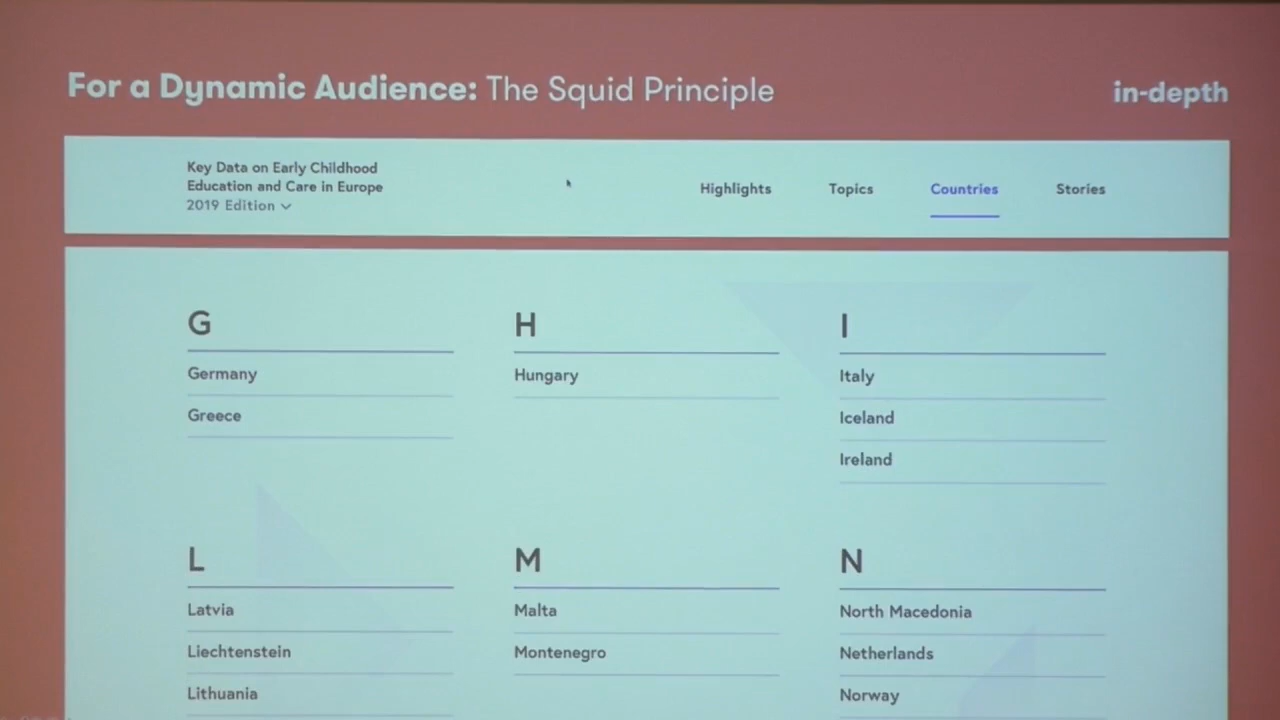 For a Dynamic Audience: The Squid Principle
in-depth
Key Data on Early Childhood
Education and Care in Europe
2019 Edition
Highlights
Topics
Countries
Stories
G
Germany
Greece
H
Hungary
I
Italy
Iceland
Ireland
L
Latvia
Liechtenstein
Lithuania
M
Malta
Montenegro
N
North Macedonia
Netherlands
Norway